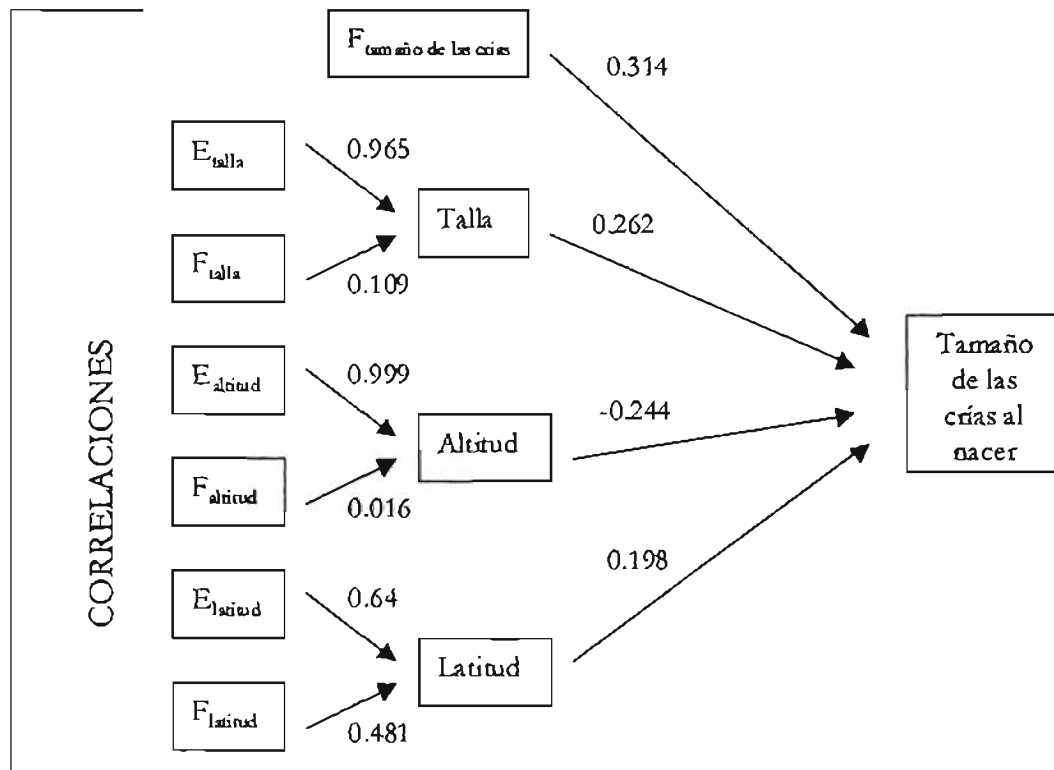 F tamaño de las crias
0.314
E talla
0.965
Talla
0.262
F talla
0.109
CORRELACIONES
E altitud
0.999
Altitud
-0.244
F altitud
0.016
Tamaño
de las
crías al
nacer
E latitud
0.64
0.198
Latitud
F latitud
0.481